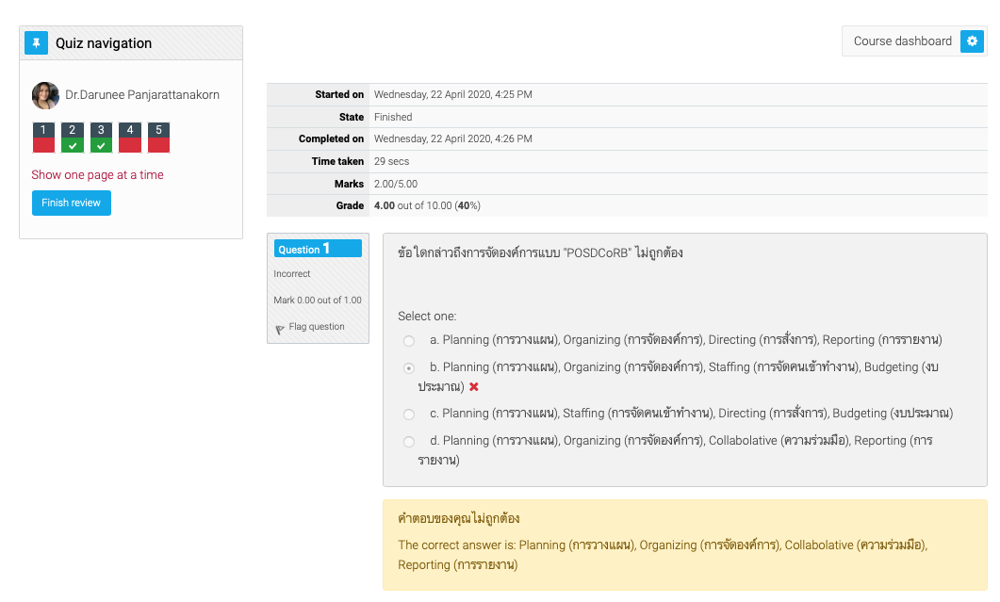 Quiz navigation
Dr.Darunee Panjarattanakorn
1 2 3 4 5
Show one page at a time
Finish review
Course dashboard
Started on Wednesday, 22 April 2020, 4:25 PM
State Finished
Completed on Wednesday, 22 April 2020, 4:26 PM
Time taken 29 secs
Marks 2.00/5.00
Grade 4.00 out of 10.00 (40%)
Question 1
Incorrect
Mark 0.00 out of 1.00
Flag question
ข้อใดกล่าวถึงการจัดองค์การแบบ "POSDCoRB" ไม่ถูกต้อง
Select one:
a. Planning (การวางแผน), Organizing (การจัดองค์การ), Directing (การสั่งการ), Reporting (การรายงาน)
b. Planning (การวางแผน), Organizing (การจัดองค์การ), Staffing (การจัดคนเข้าทำงาน), Budgeting (งบ
ประมาณ)
c. Planning (การวางแผน), Staffing (การจัดคนเข้าทำงาน), Directing (การสั่งการ), Budgeting (งบประมาณ)
d. Planning (การวางแผน), Organizing (การจัดองค์การ), Collabolative (ความร่วมมือ), Reporting (การ
รายงาน)
คำตอบของคุณไม่ถูกต้อง
The correct answer is: Planning (การวางแผน), Organizing (การจัดองค์การ), Collabolative (ความร่วมมือ),
Reporting (การรายงาน)